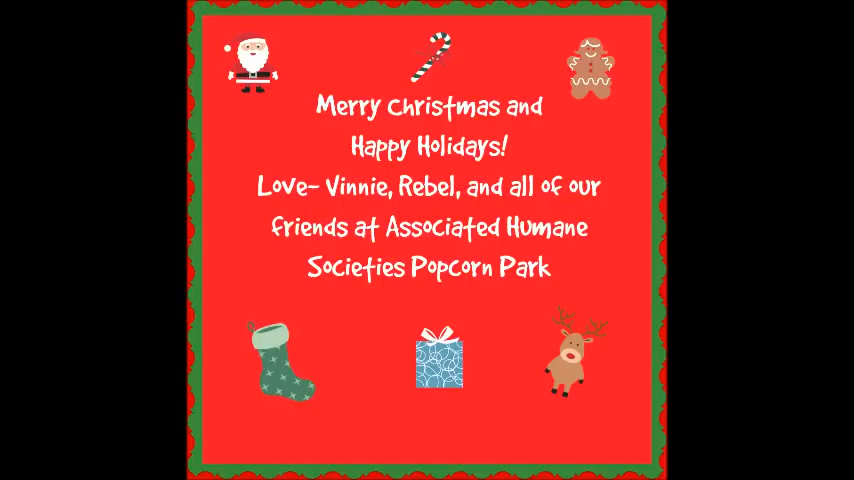 Merry Christmas and
Happy Holidays!
Love- Vinnie, Rebel, and all of our
friends at Associated Humane
Societies Popcorn Park